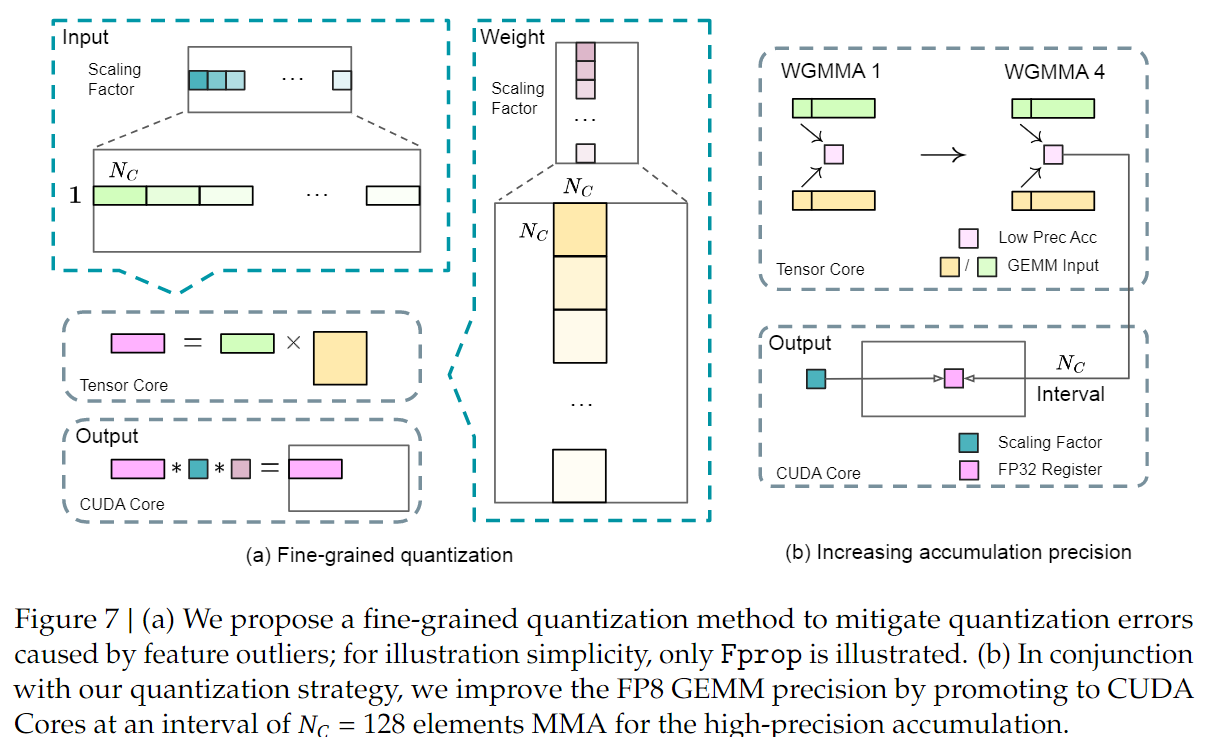 Input
Scaling
Factor
...
N_C
1
...
=
×
Tensor Core
Output
* * =
CUDA Core
Weight
Scaling
Factor
...
N_C
N_C
...
(a) Fine-grained quantization
WGMMA 1
WGMMA 4
Low Prec Acc
/ GEMM Input
Tensor Core
Output
N_C
Interval
Scaling Factor
FP32 Register
CUDA Core
(b) Increasing accumulation precision
Figure 7 | (a) We propose a fine-grained quantization method to mitigate quantization errors
caused by feature outliers; for illustration simplicity, only Fprop is illustrated. (b) In conjunction
with our quantization strategy, we improve the FP8 GEMM precision by promoting to CUDA
Cores at an interval of N_C = 128 elements MMA for the high-precision accumulation.